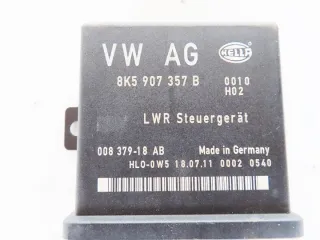 VW AG HELLA
8K5 907 357 B 0010
H02
LWR Steuergerät
008 379-18 AB Made in Germany
HLO-0W5 18.07.11 0002 0540